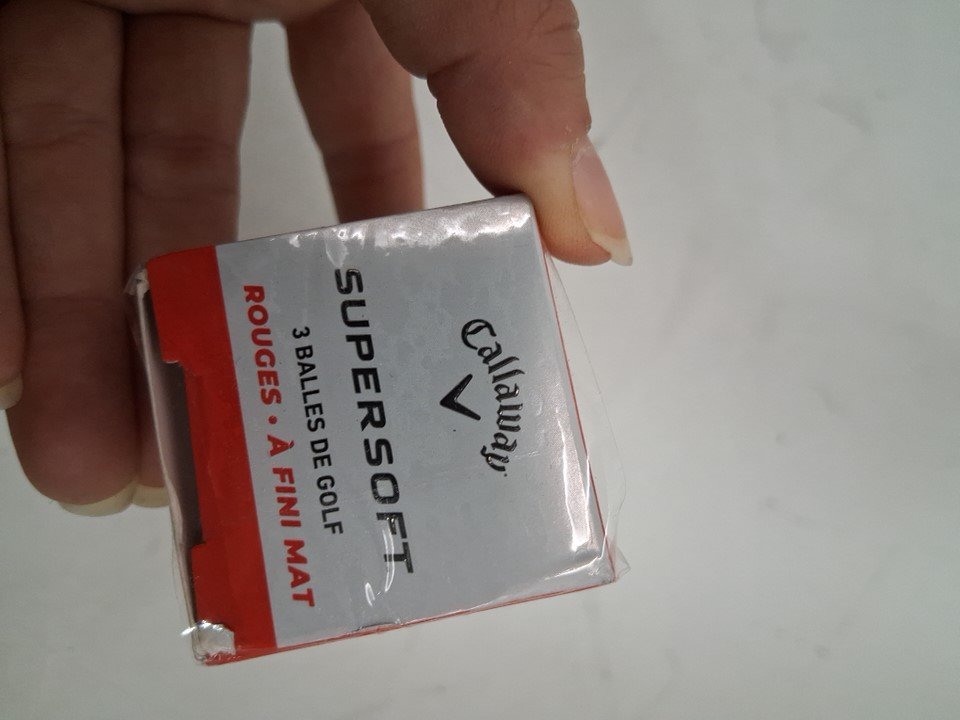 Callaway
SUPERSOFT
3 BALLES DE GOLF
ROUGES • À FINI MAT